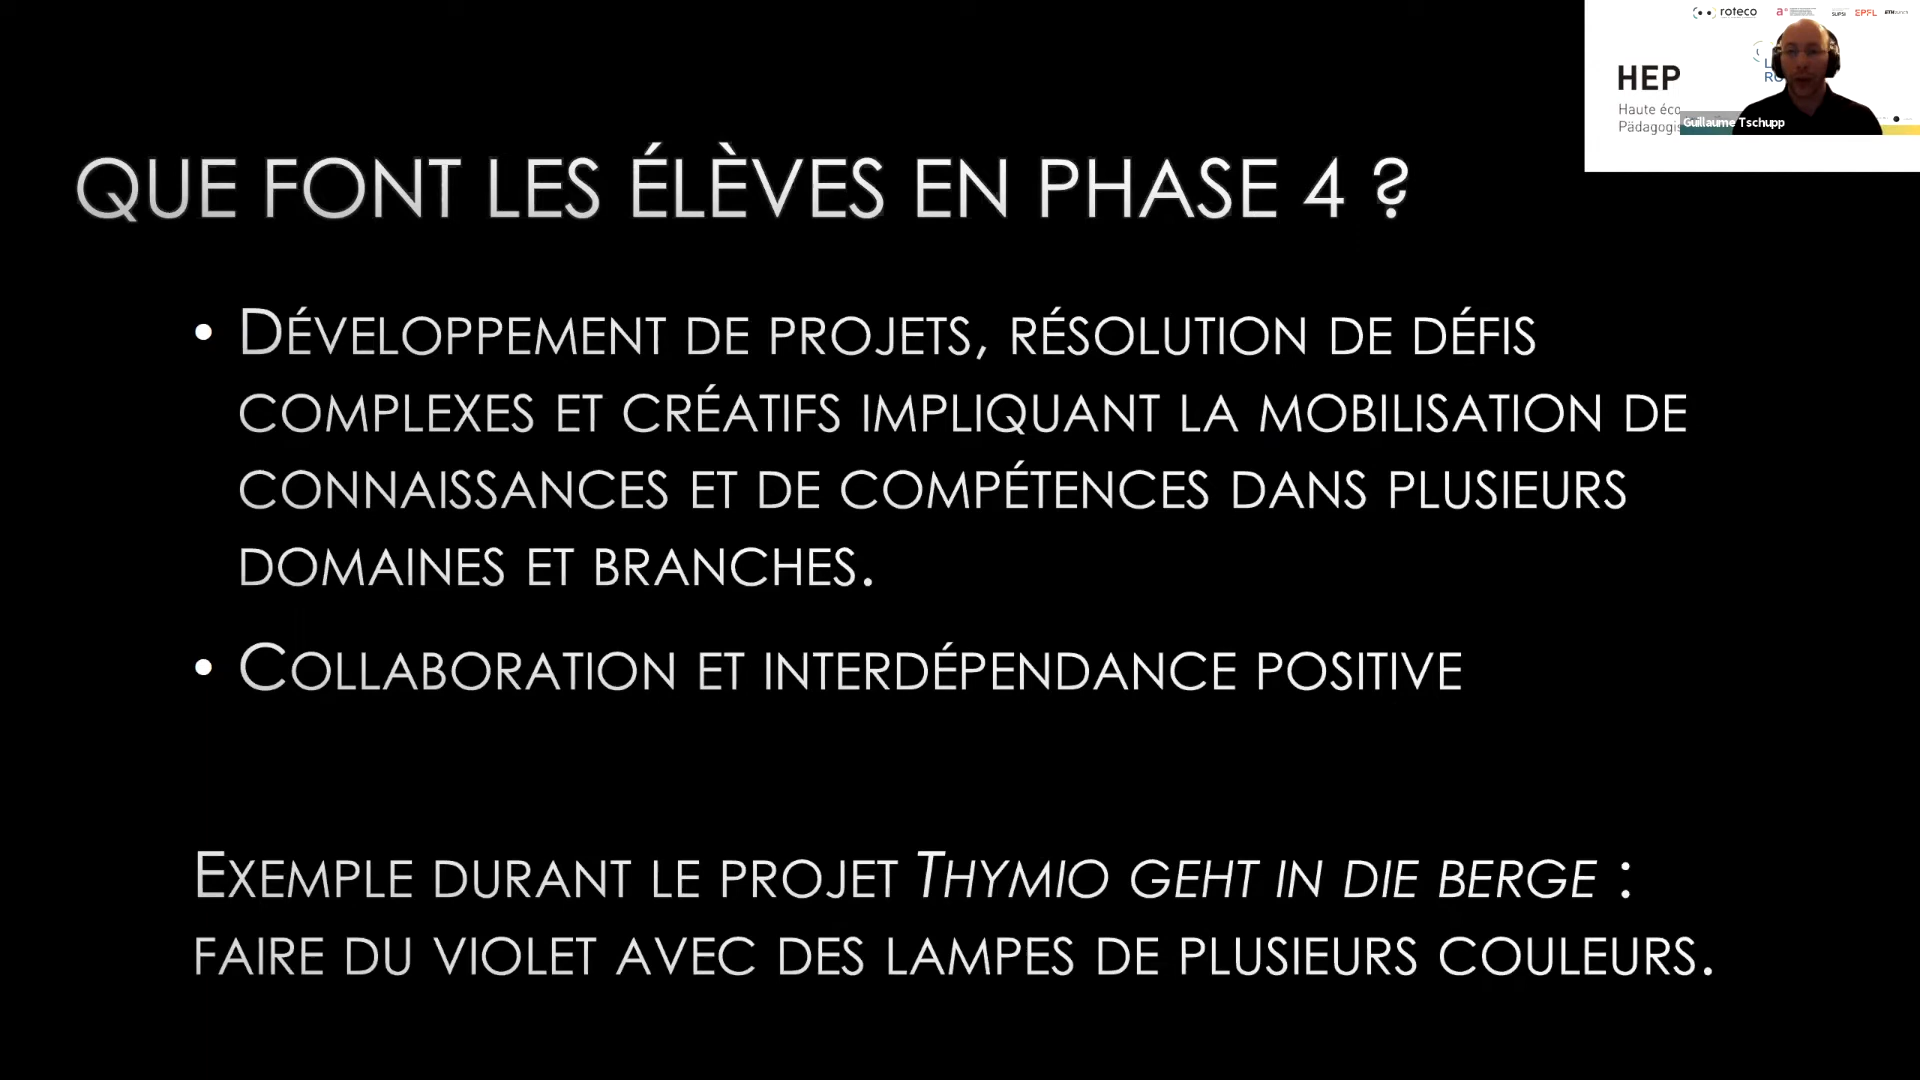 roteco
SUPSI
EPFL
HEP
Haute éco
Pädagogis
Guillaume Tschupp
QUE FONT LES ÉLÈVES EN PHASE 4 ?
• DÉVELOPPEMENT DE PROJETS, RÉSOLUTION DE DÉFIS
COMPLEXES ET CRÉATIFS IMPLIQUANT LA MOBILISATION DE
CONNAISSANCES ET DE COMPÉTENCES DANS PLUSIEURS
DOMAINES ET BRANCHES.
• COLLABORATION ET INTERDÉPENDANCE POSITIVE
EXEMPLE DURANT LE PROJET THYMIO GEHT IN DIE BERGE :
FAIRE DU VIOLET AVEC DES LAMPES DE PLUSIEURS COULEURS.